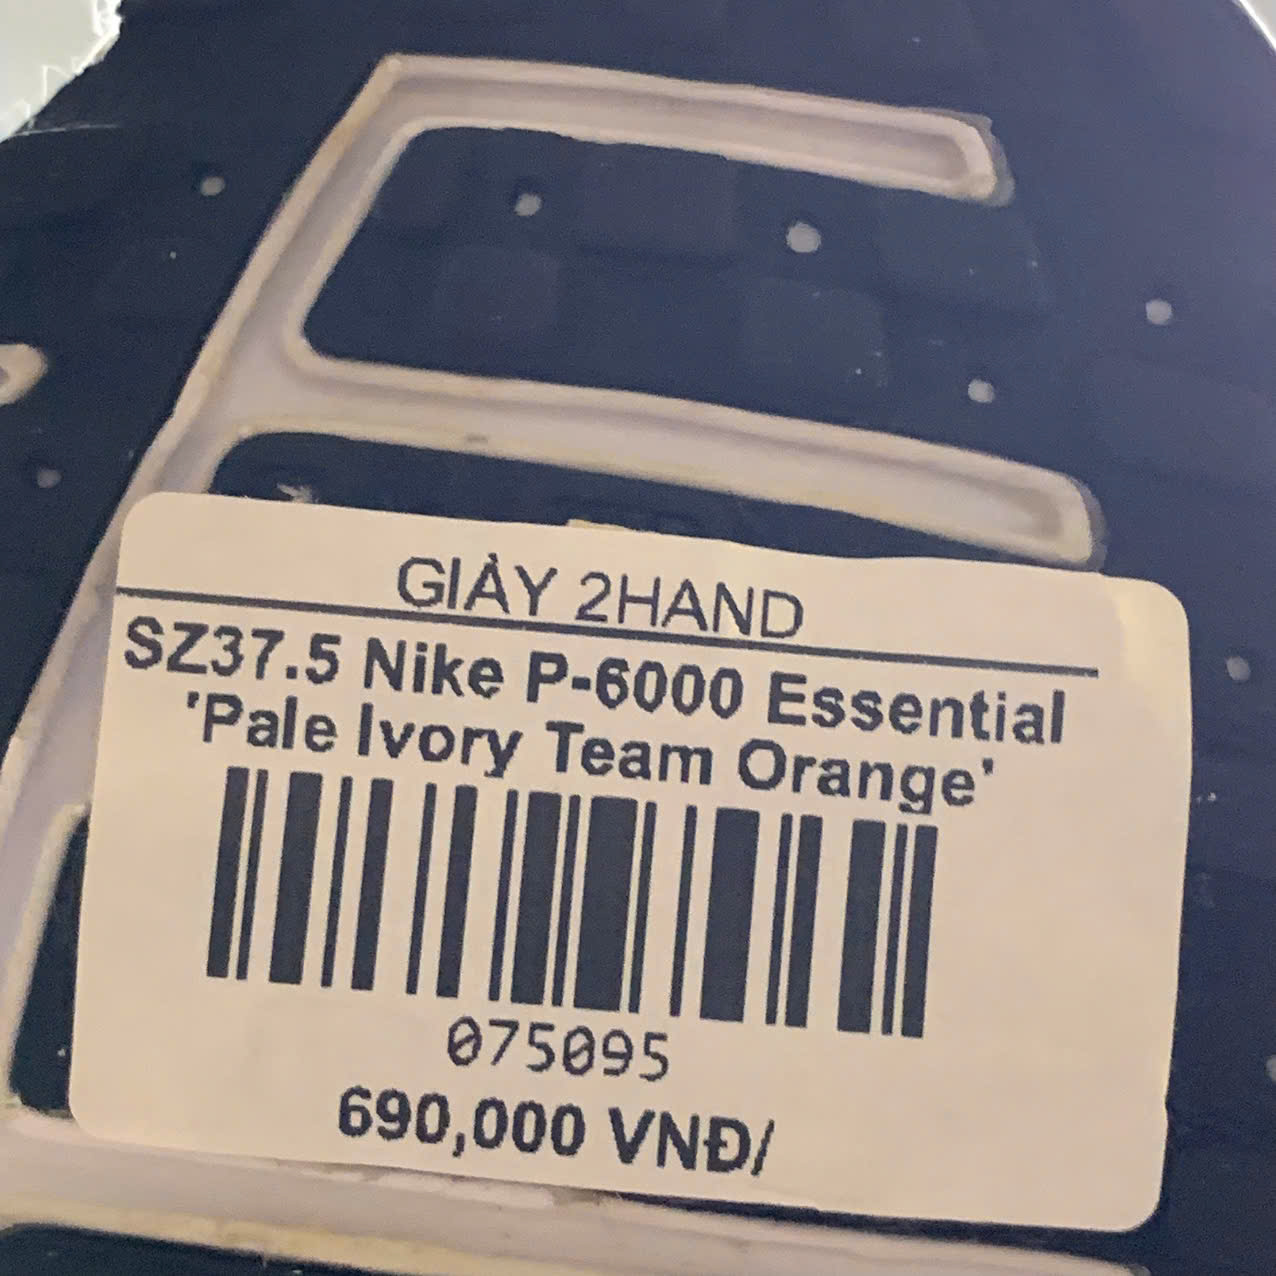 GIÀY 2HAND
SZ37.5 Nike P-6000 Essential
'Pale Ivory Team Orange'
075095
690,000 VNĐ/